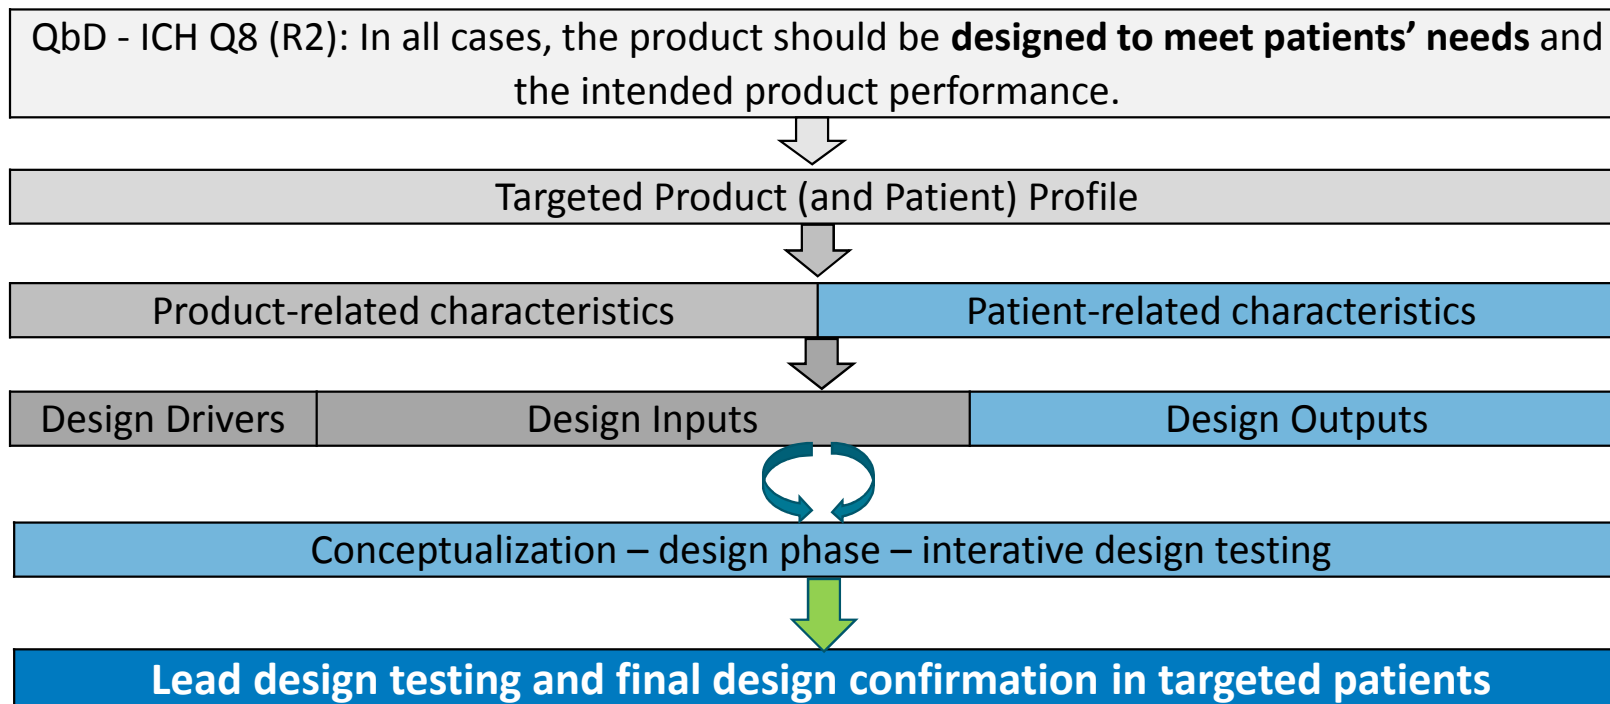 QbD - ICH Q8 (R2): In all cases, the product should be designed to meet patients’ needs and
the intended product performance.
Targeted Product (and Patient) Profile
Product-related characteristics
Patient-related characteristics
Design Drivers
Design Inputs
Design Outputs
Conceptualization – design phase – interative design testing
Lead design testing and final design confirmation in targeted patients